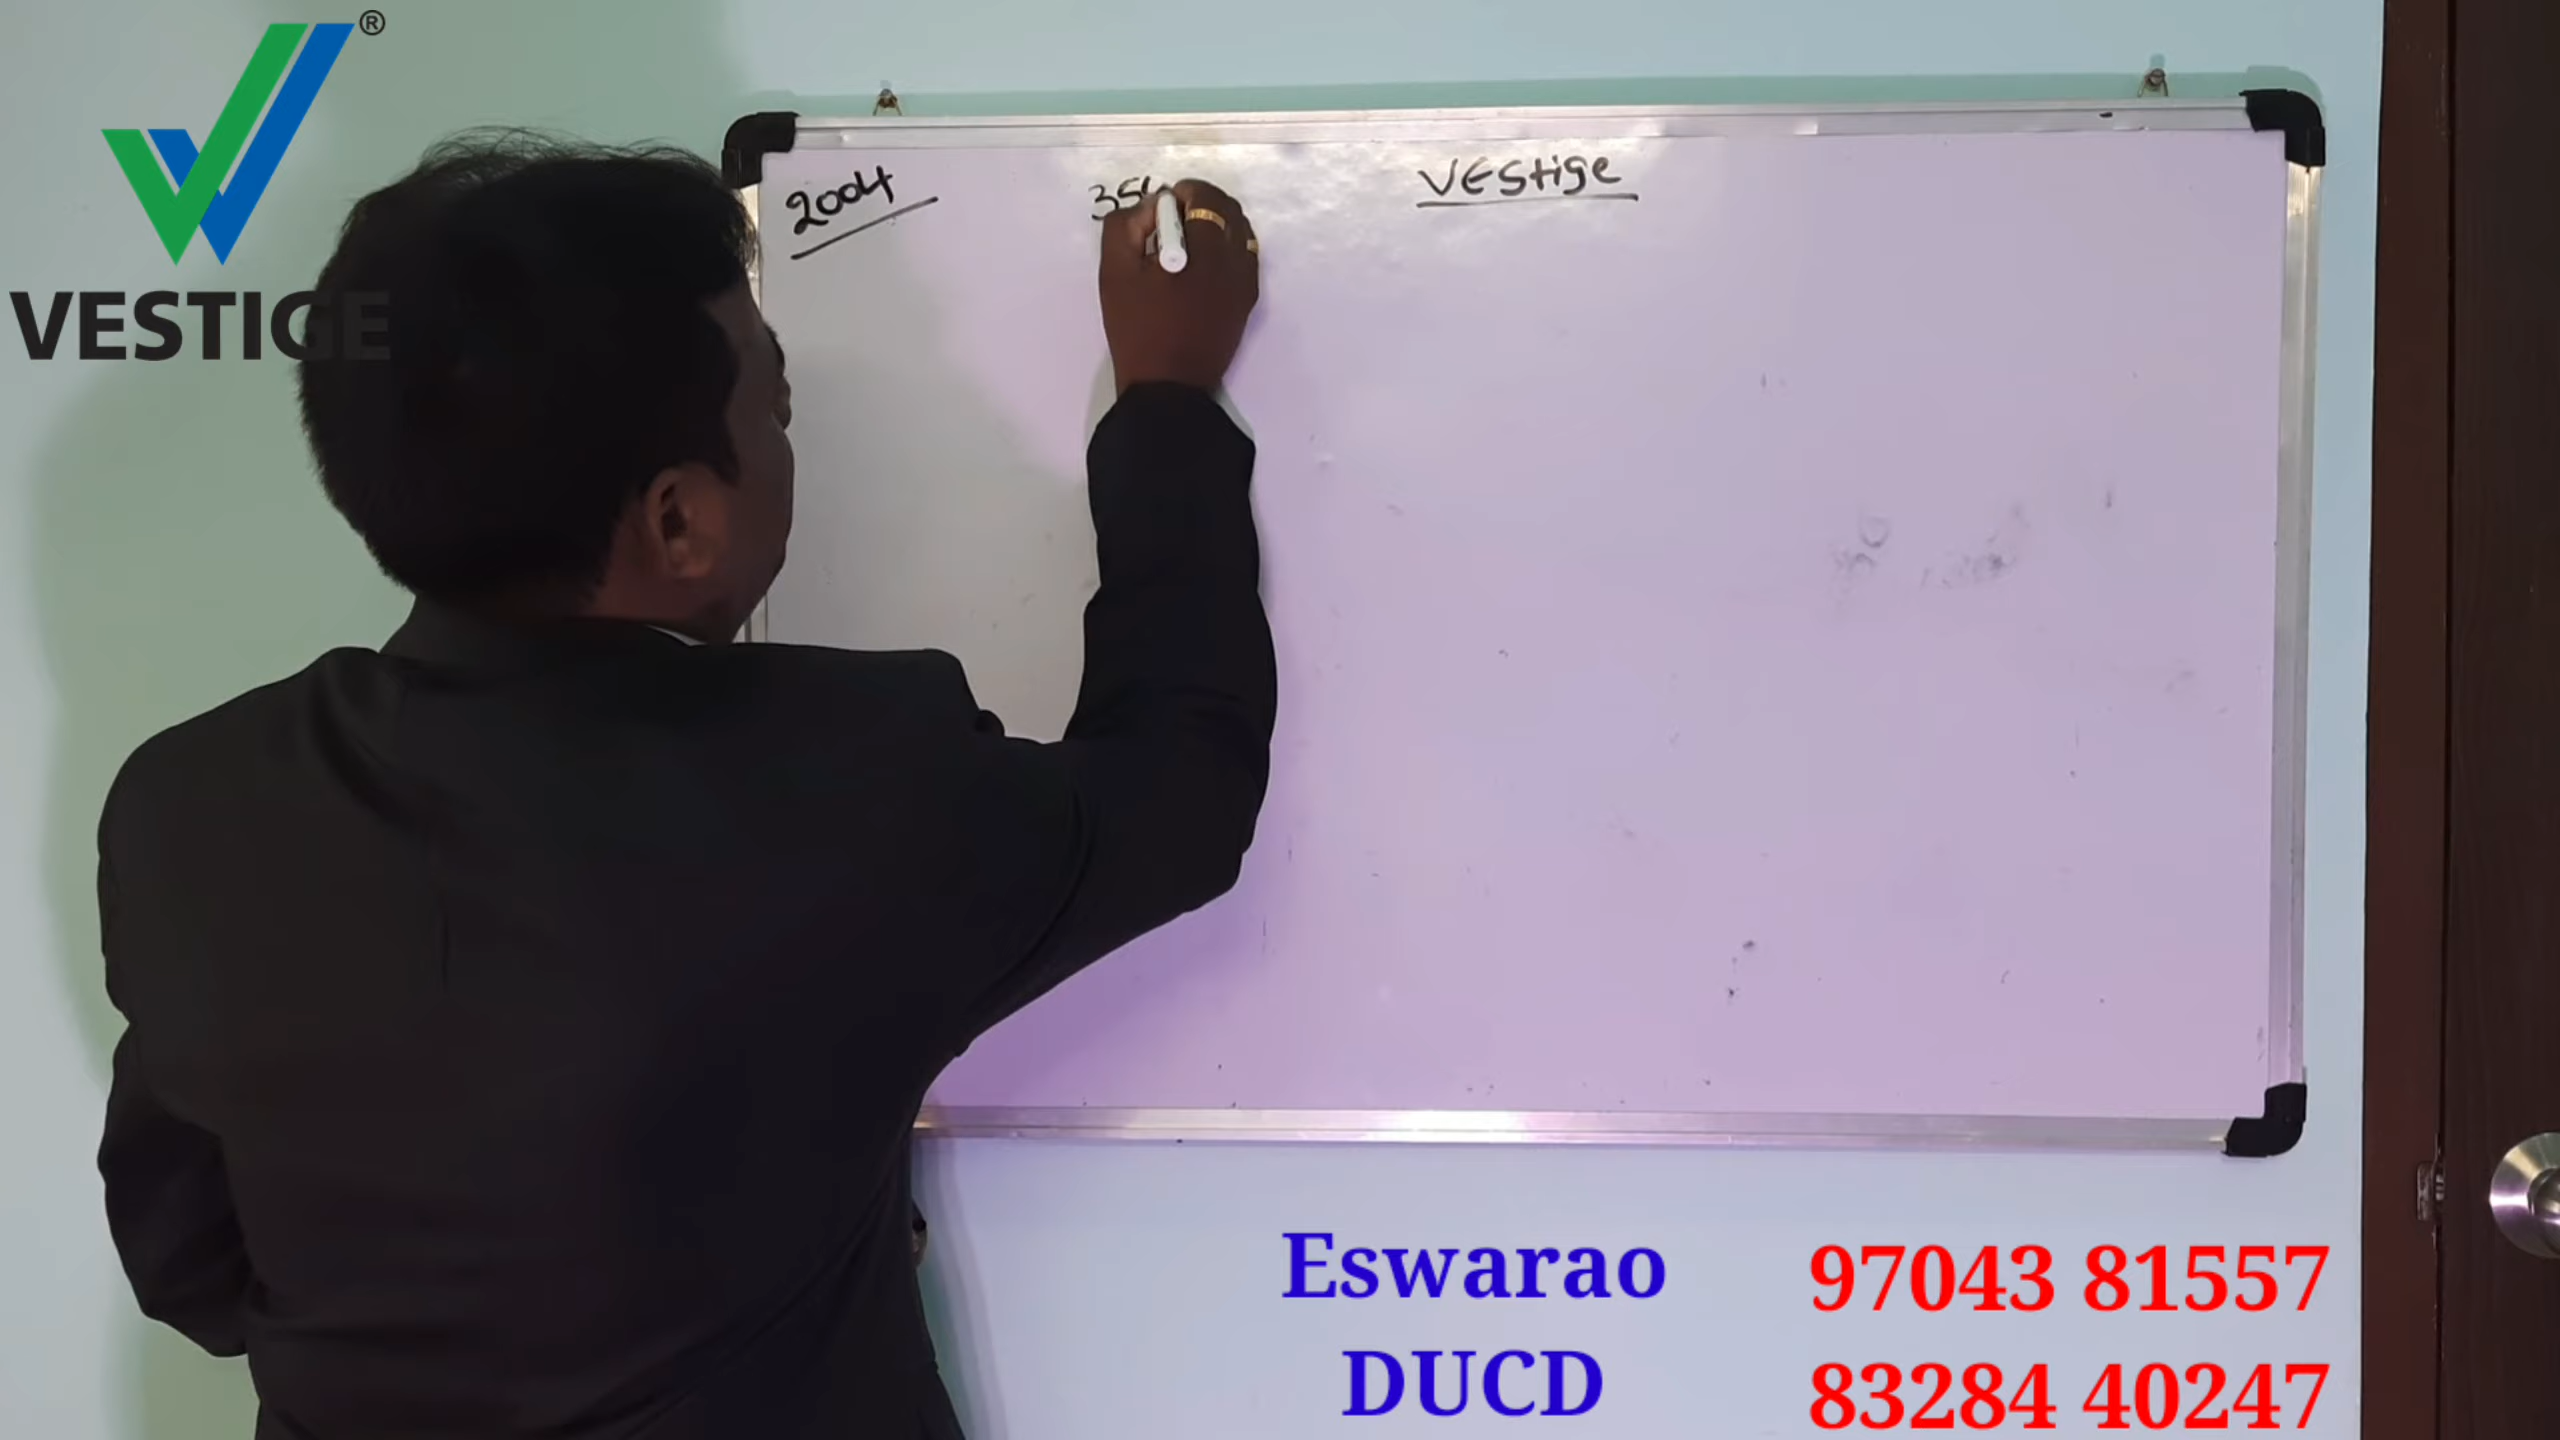 ®
VESTIGE
2004
VEStige
Eswarao
97043 81557
DUCD
83284 40247